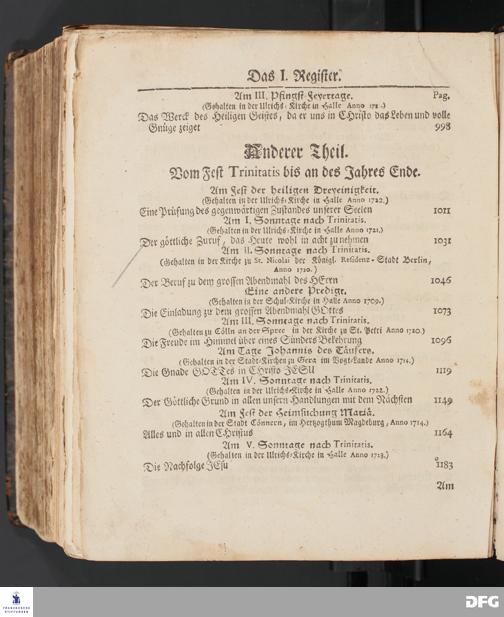 Das I. Register.
Am III. Pfingst-Feyertage. Pag.
(Gehalten in der Ulrichs-Kirche in Halle Anno 1721.)
Das Werck des Heiligen Geistes, da er uns in CHristo das Leben und volle
Gnüge zeiget 998
Anderer Theil.
Vom Fest Trinitatis bis an des Jahres Ende.
Am Fest der heiligen Dreyeinigkeit.
(Gehalten in der Ulrichs-Kirche in Halle Anno 1722.)
Eine Prüfung des gegenwärtigen Zustandes unserer Seelen 1011
Am I. Sonntage nach Trinitatis.
(Gehalten in der Ulrichs-Kirche in Halle Anno 1721.)
Der göttliche Zuruf, das Heute wohl in acht zu nehmen 1031
Am II. Sonntage nach Trinitatis.
(Gehalten in der Kirche zu St. Nicolai der Königl. Residentz-Stadt Berlin,
Anno 1720.)
Der Beruf zu dem grossen Abendmahl des HErrn 1046
Eine andere Predigt.
(Gehalten in der Schul-Kirche in Halle Anno 1709.)
Die Einladung zu dem grossen Abendmahl GOttes 1073
Am III. Sonntage nach Trinitatis.
(Gehalten zu Cölln an der Spree in der Kirche zu St. Petri Anno 1720.)
Die Freude im Himmel über eines Sünders Bekehrung 1096
Am Tage Johannis des Täufers.
(Gehalten in der Stadt-Kirchen zu Gera im Vogt-Lande Anno 1714.)
Die Gnade GOTTes in CHristo JESU 1119
Am IV. Sonntage nach Trinitatis.
(Gehalten in der Ulrichs-Kirche in Halle Anno 1722.)
Der Göttliche Grund in allen unsern Handlungen mit dem Nächsten 1149
Am Fest der Heimsuchung Mariä.
(Gehalten in der Stadt Cönnern, im Hertzogthum Magdeburg, Anno 1714.)
Alles und in allen CHristus 1164
Am V. Sonntage nach Trinitatis.
(Gehalten in der Ulrichs-Kirche in Halle Anno 1723.)
Die Nachfolge JEsu 1183
Am
FRANCKESCHE
STIFTUNGEN
DFG